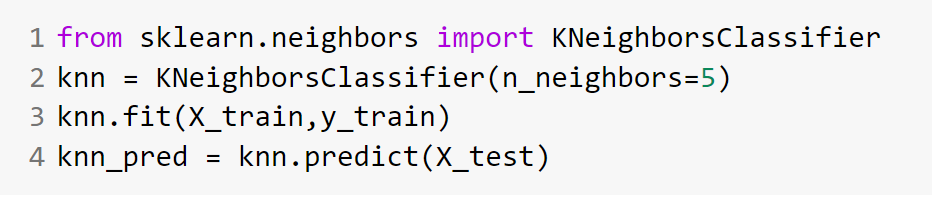 1 from sklearn.neighbors import KNeighborsClassifier
2 knn = KNeighborsClassifier(n_neighbors=5)
3 knn.fit(X_train,y_train)
4 knn_pred = knn.predict(X_test)